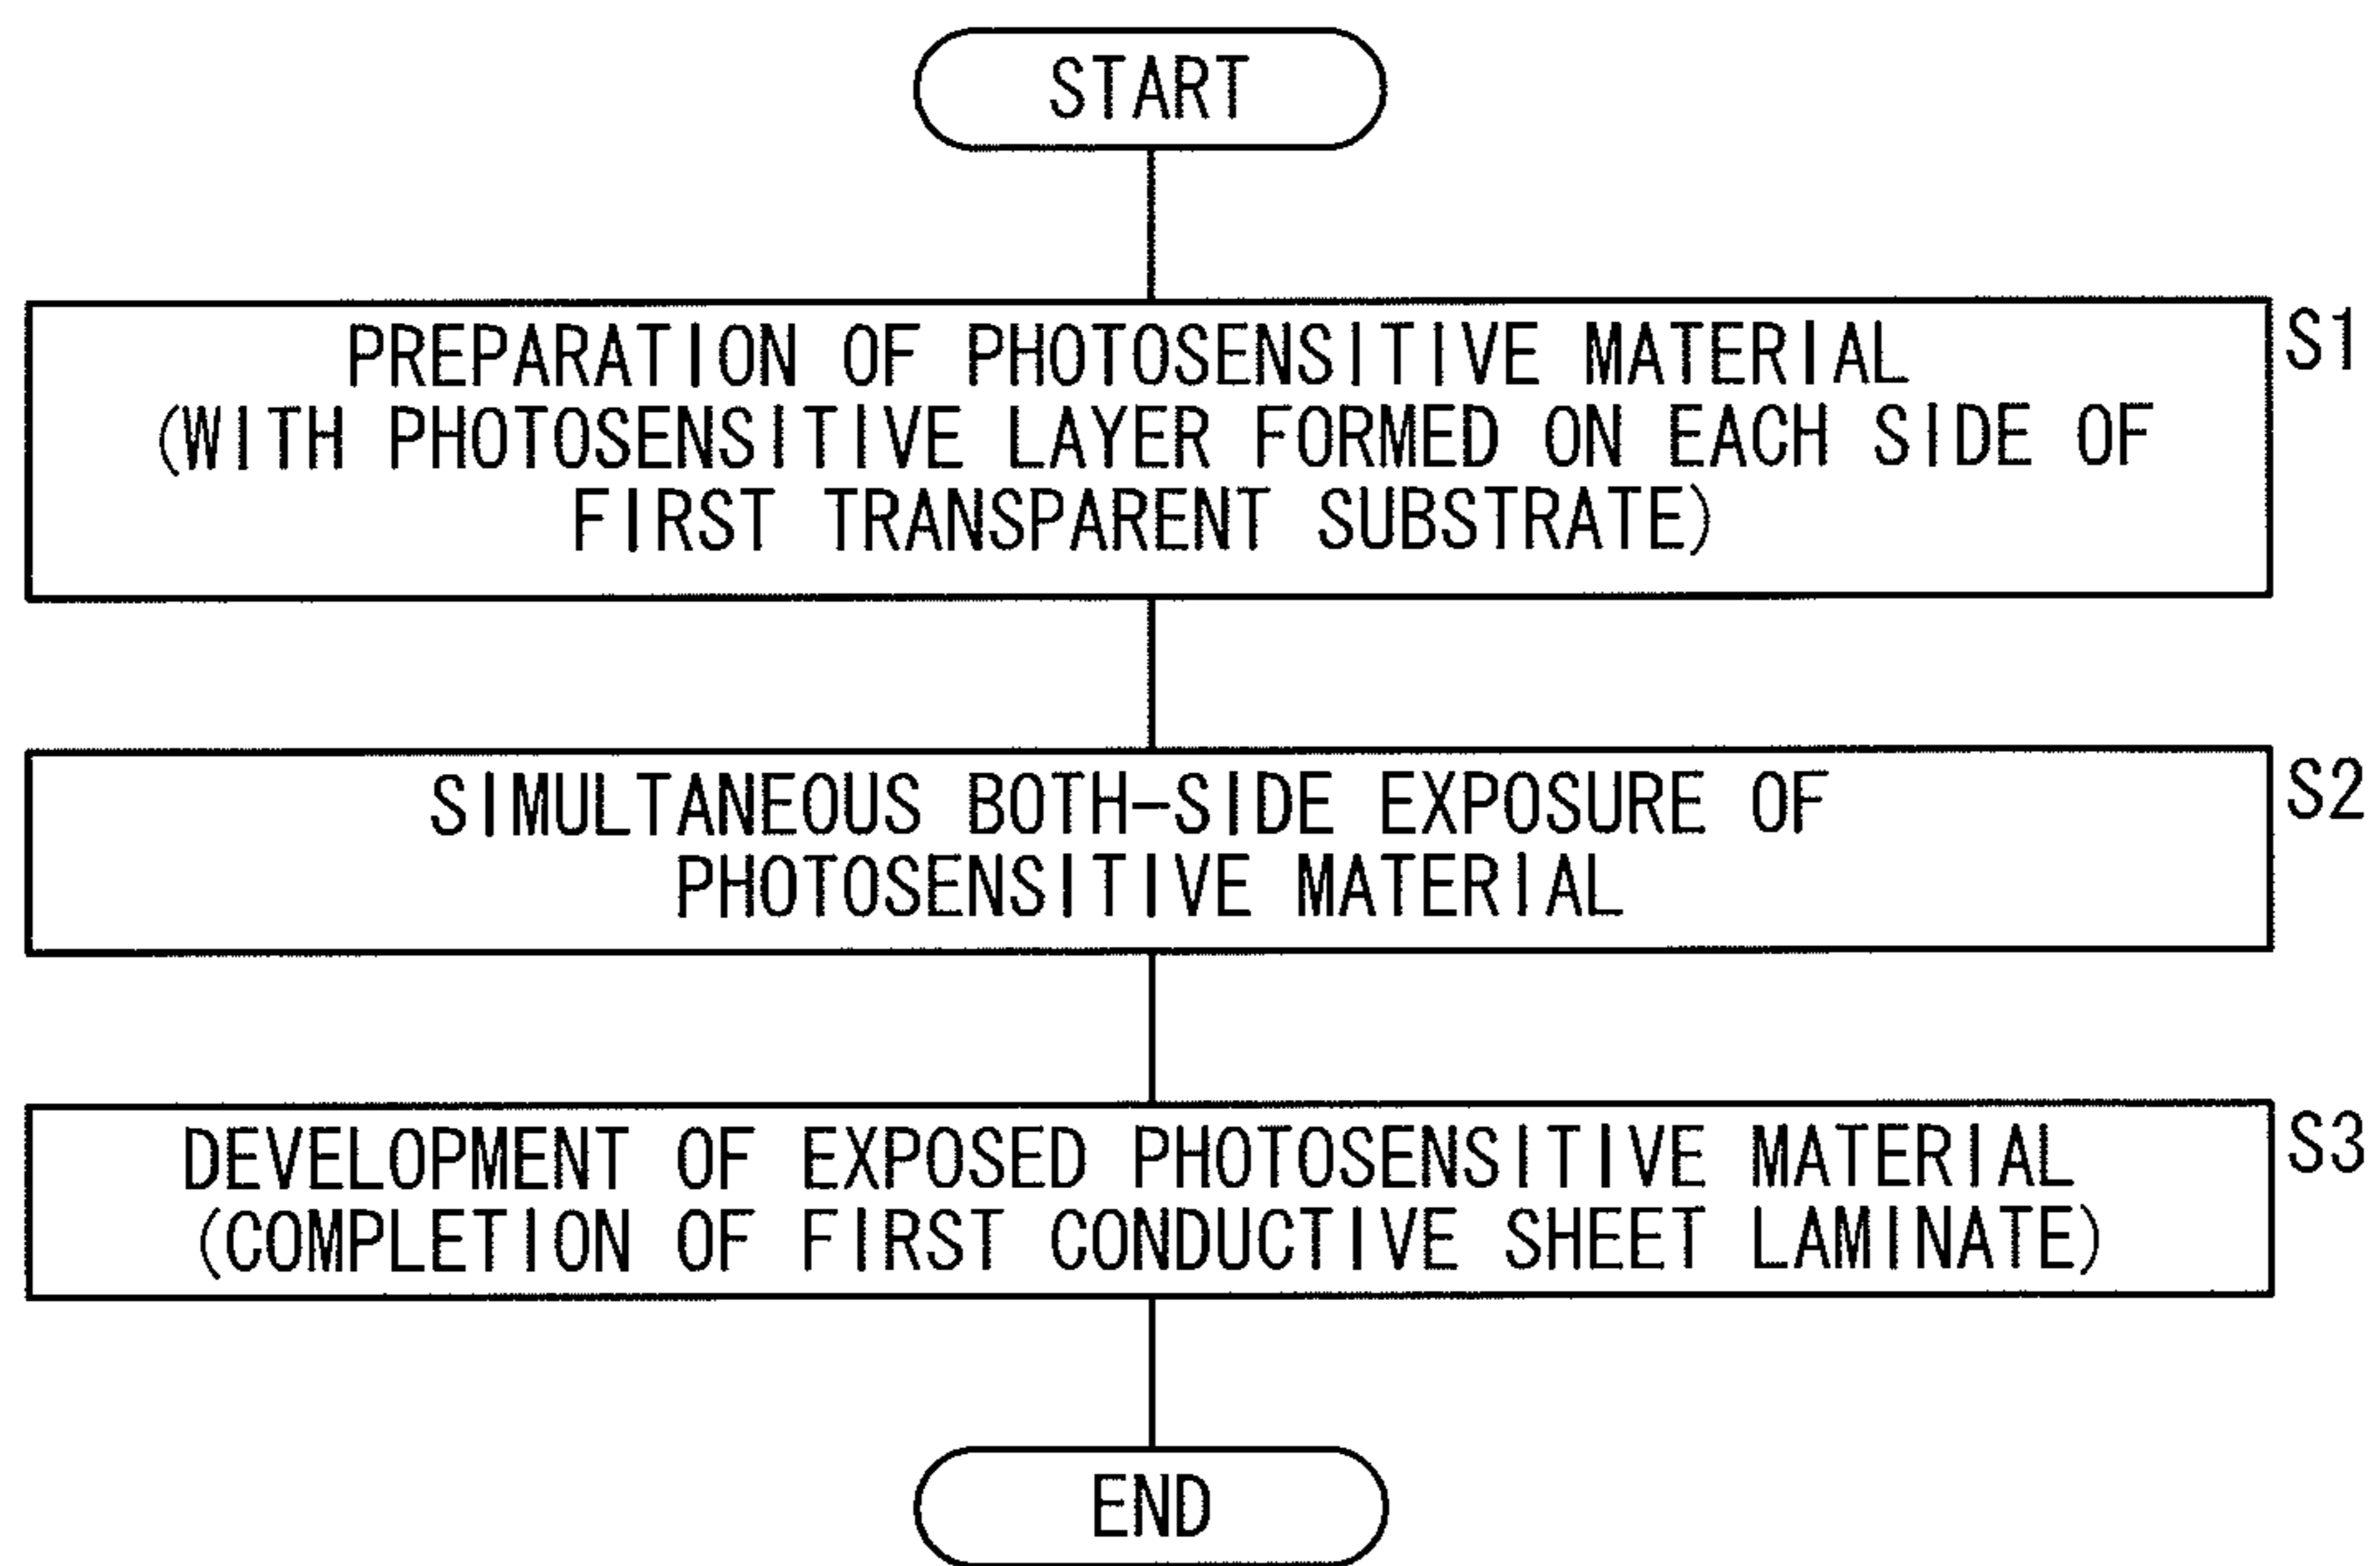 START
PREPARATION OF PHOTOSENSITIVE MATERIAL
(WITH PHOTOSENSITIVE LAYER FORMED ON EACH SIDE OF
FIRST TRANSPARENT SUBSTRATE)
S1
SIMULTANEOUS BOTH-SIDE EXPOSURE OF
PHOTOSENSITIVE MATERIAL
S2
DEVELOPMENT OF EXPOSED PHOTOSENSITIVE MATERIAL
(COMPLETION OF FIRST CONDUCTIVE SHEET LAMINATE)
S3
END